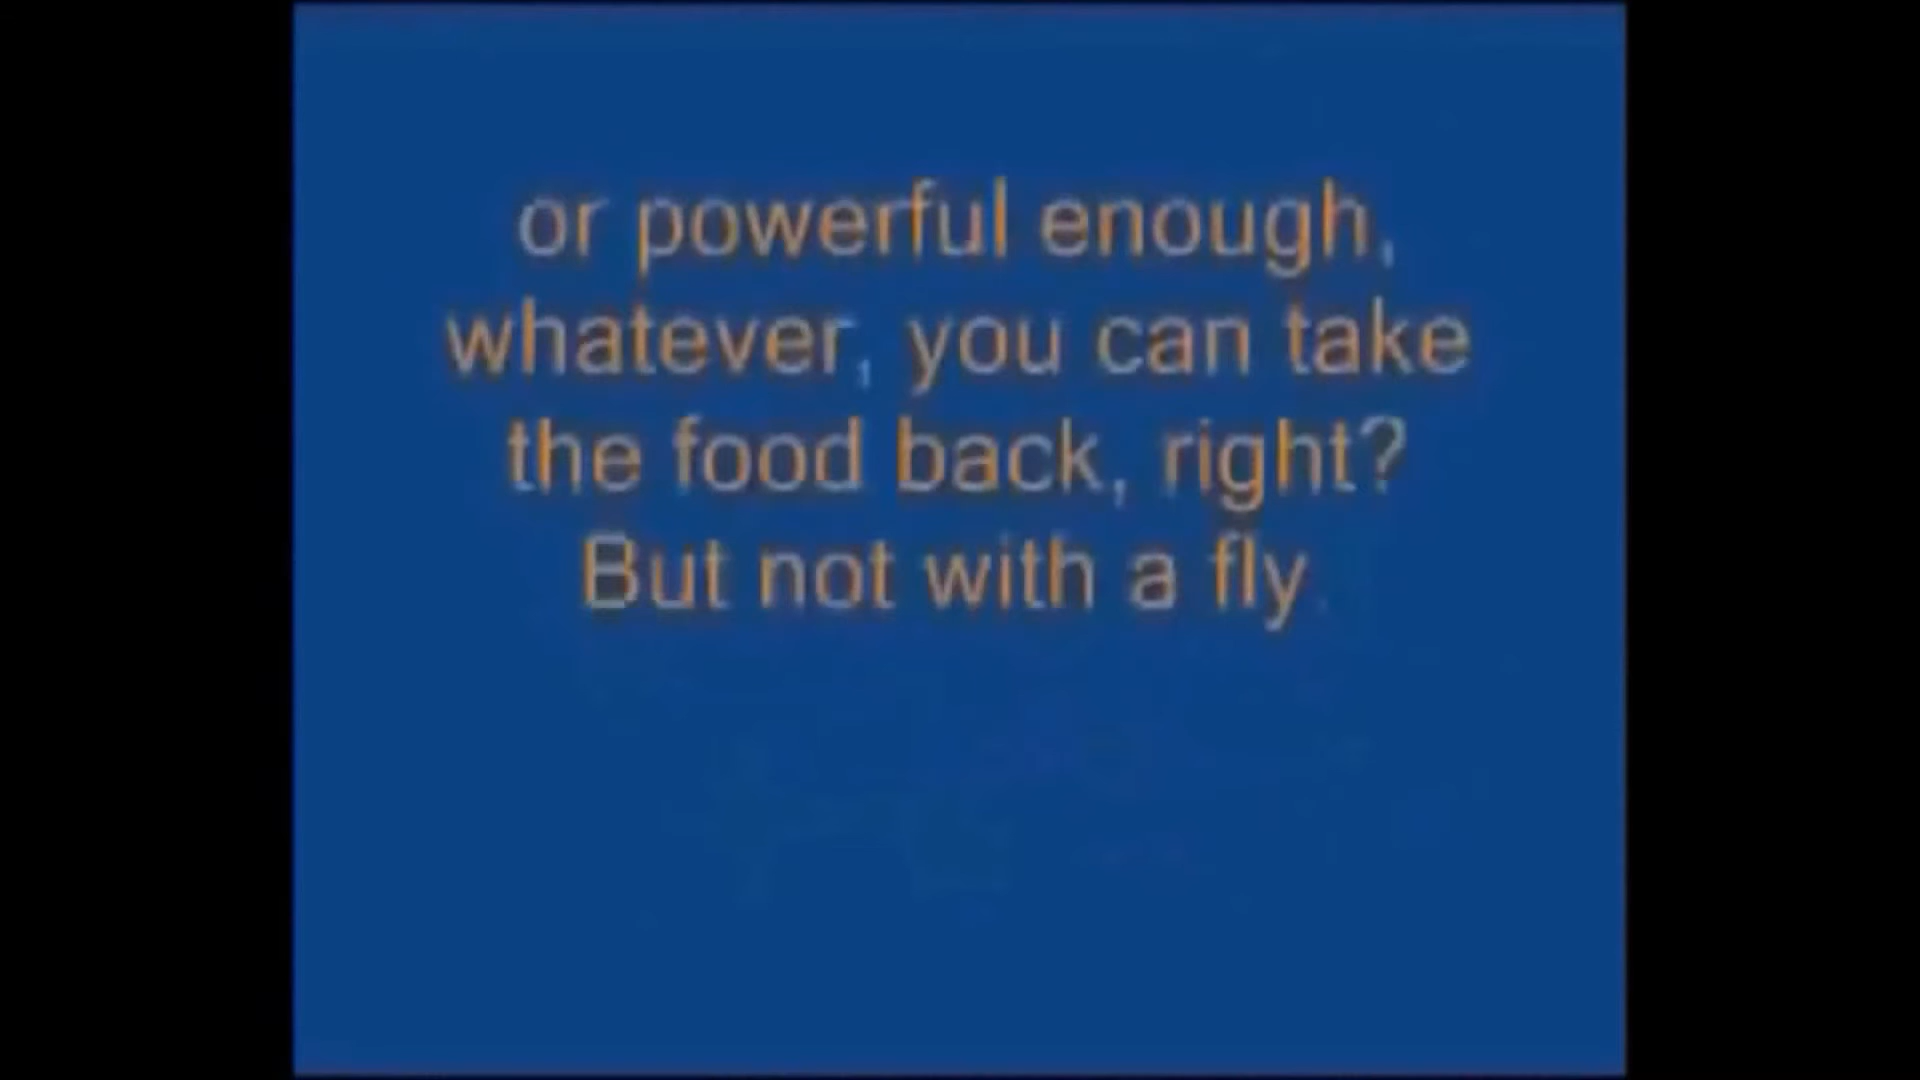 or powerful enough,
whatever, you can take
the food back, right?
But not with a fly.